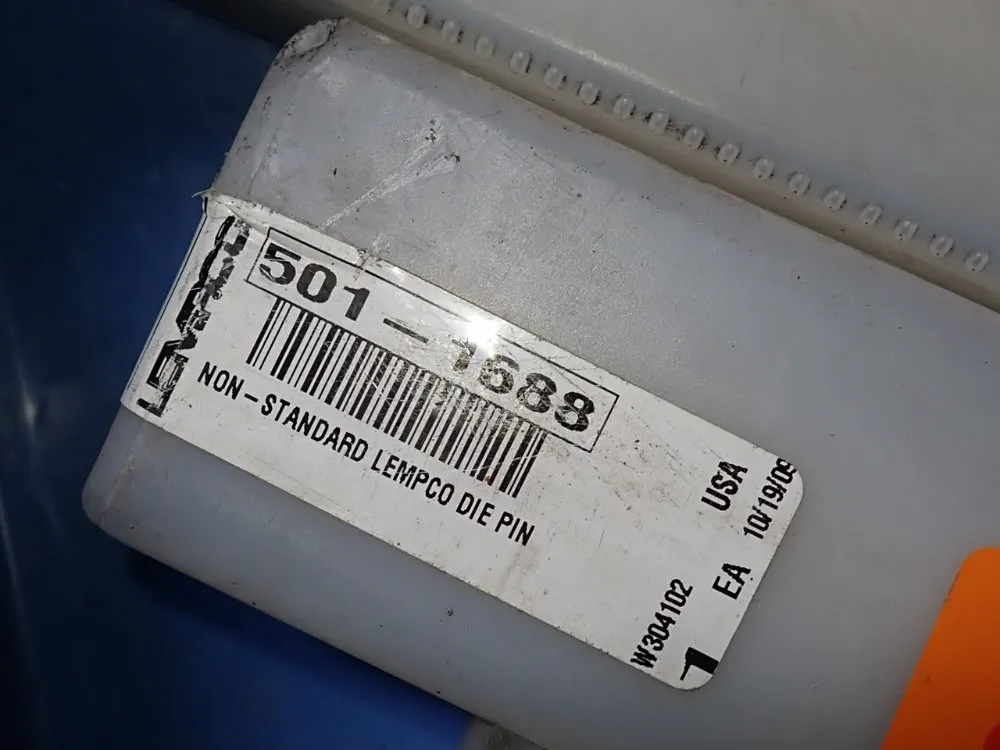 501-1688
NON-STANDARD LEMPCO DIE PIN
USA
10/19/09
EA
W304102
1